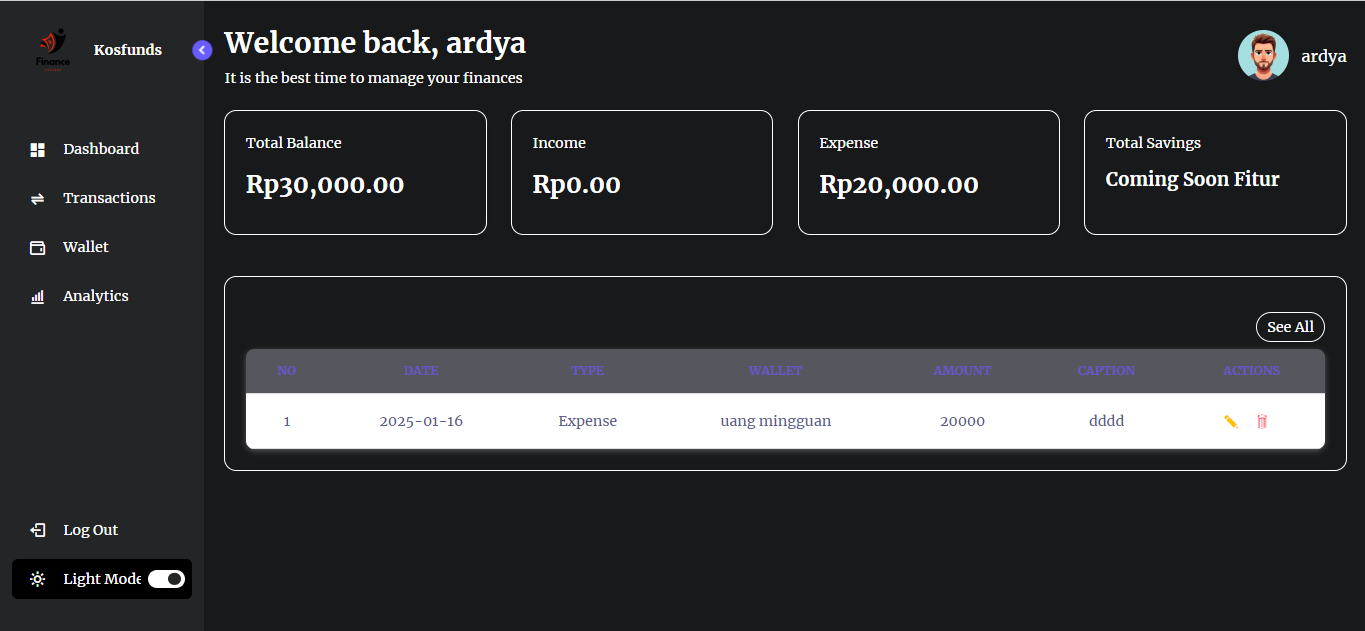 Finance
Kosfunds
Dashboard
Transactions
Wallet
Analytics
Log Out
Light Mode
Welcome back, ardya
It is the best time to manage your finances
ardya
Total Balance
Rp30,000.00
Income
Rp0.00
Expense
Rp20,000.00
Total Savings
Coming Soon Fitur
See All
NO DATE TYPE WALLET AMOUNT CAPTION ACTIONS
1 2025-01-16 Expense uang mingguan 20000 dddd